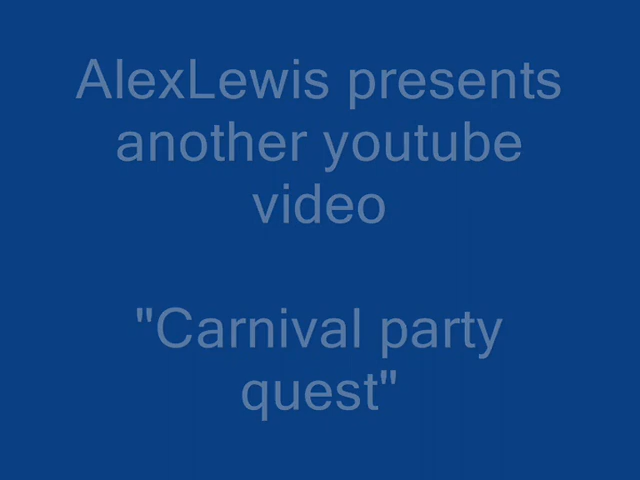 AlexLewis presents
another youtube
video
"Carnival party
quest"